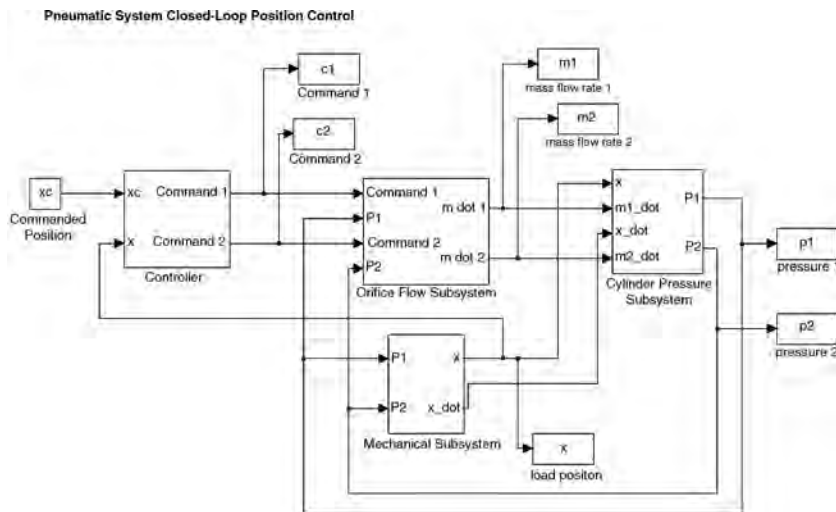 Pneumatic System Closed-Loop Position Control
c1
Command 1
c2
Command 2
m1
mass flow rate 1
m2
mass flow rate 2
xc
Commanded
Position
xc
x
Command 1
Command 2
Controller
Command 1
P1
Command 2
P2
m dot 1
m dot 2
Orifice Flow Subsystem
x
m1_dot
x_dot
m2_dot
P1
P2
Cylinder Pressure
Subsystem
p1
pressure 1
p2
pressure 2
P1
P2
x
x_dot
Mechanical Subsystem
x
load positon